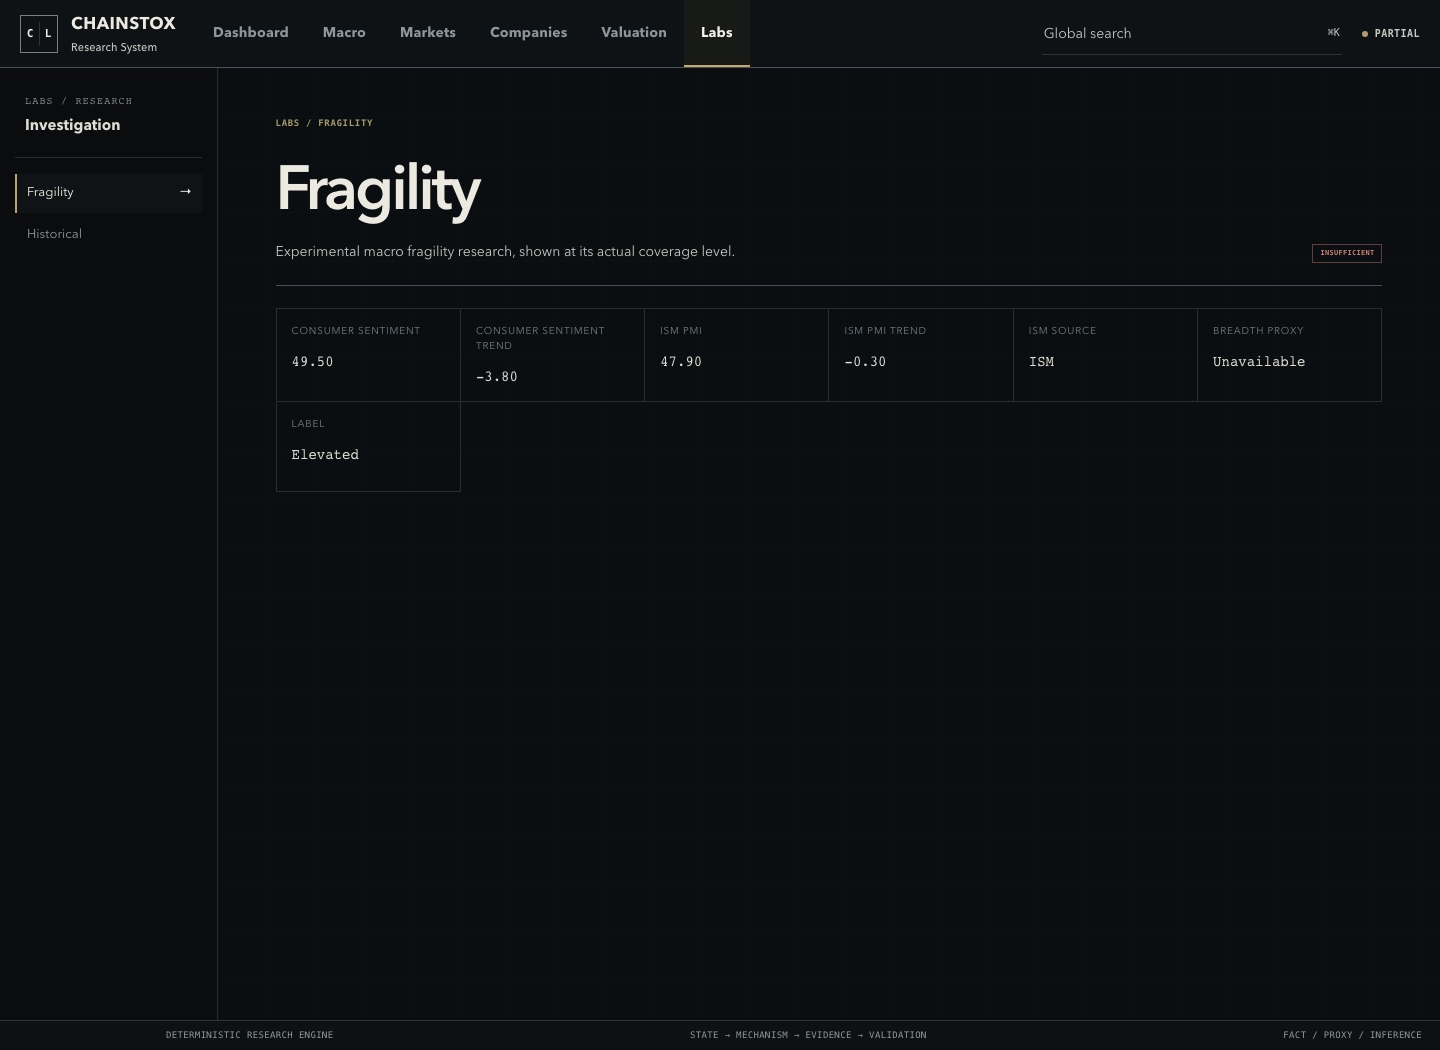 C L
CHAINSTOX
Research System
Dashboard Macro Markets Companies Valuation Labs
Global search ⌘K
PARTIAL
LABS / RESEARCH
Investigation
Fragility →
Historical
LABS / FRAGILITY
Fragility
Experimental macro fragility research, shown at its actual coverage level.
INSUFFICIENT
CONSUMER SENTIMENT
49.50
CONSUMER SENTIMENT
TREND
-3.80
ISM PMI
47.90
ISM PMI TREND
-0.30
ISM SOURCE
ISM
BREADTH PROXY
Unavailable
LABEL
Elevated
DETERMINISTIC RESEARCH ENGINE
STATE → MECHANISM → EVIDENCE → VALIDATION
FACT / PROXY / INFERENCE